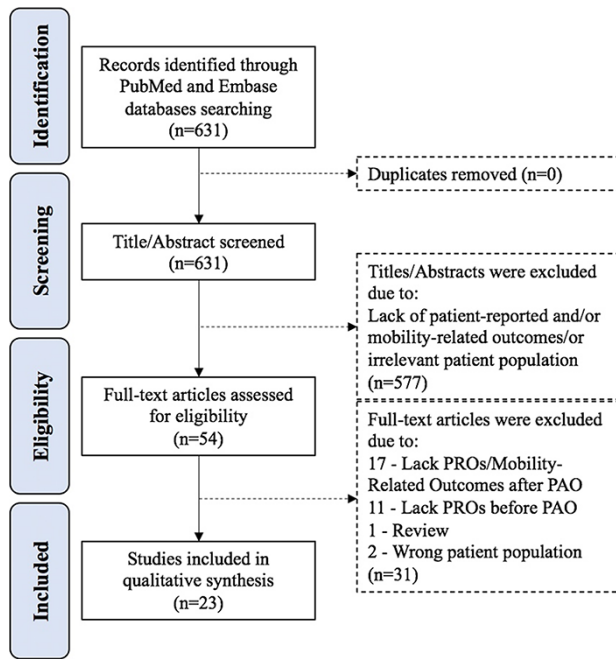 Identification
Records identified through
PubMed and Embase
databases searching
(n=631)
Duplicates removed (n=0)
Screening
Title/Abstract screened
(n=631)
Titles/Abstracts were excluded
due to:
Lack of patient-reported and/or
mobility-related outcomes/or
irrelevant patient population
(n=577)
Eligibility
Full-text articles assessed
for eligibility
(n=54)
Full-text articles were excluded
due to:
17 - Lack PROs/Mobility-
Related Outcomes after PAO
11 - Lack PROs before PAO
1 - Review
2 - Wrong patient population
(n=31)
Included
Studies included in
qualitative synthesis
(n=23)